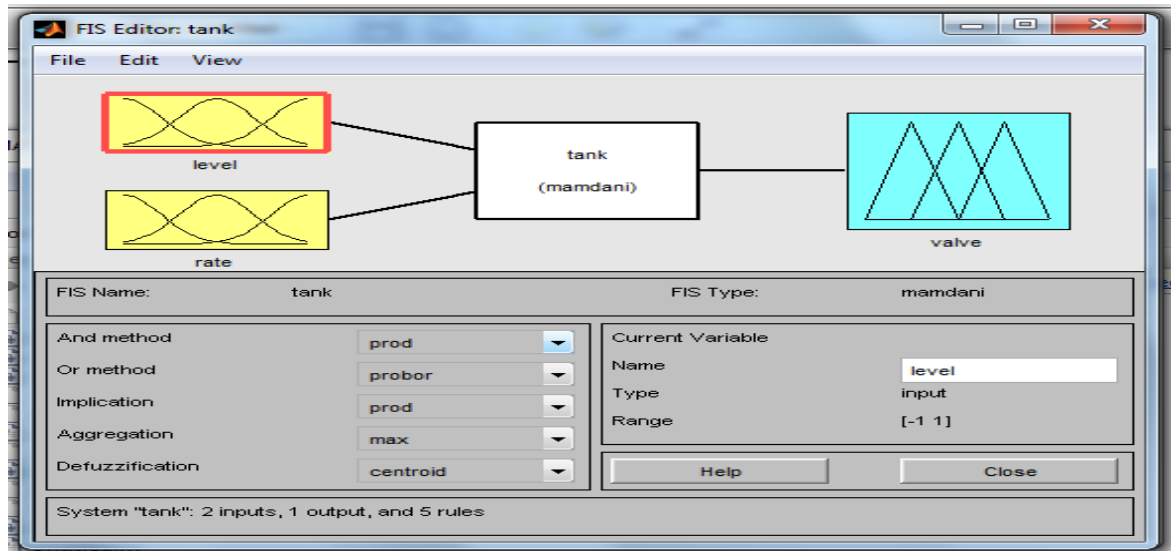 FIS Editor: tank
File Edit View
level
rate
tank
(mamdani)
valve
FIS Name: tank FIS Type: mamdani
And method prod
Or method probor
Implication prod
Aggregation max
Defuzzification centroid
Current Variable
Name level
Type input
Range [-1 1]
Help Close
System "tank": 2 inputs, 1 output, and 5 rules